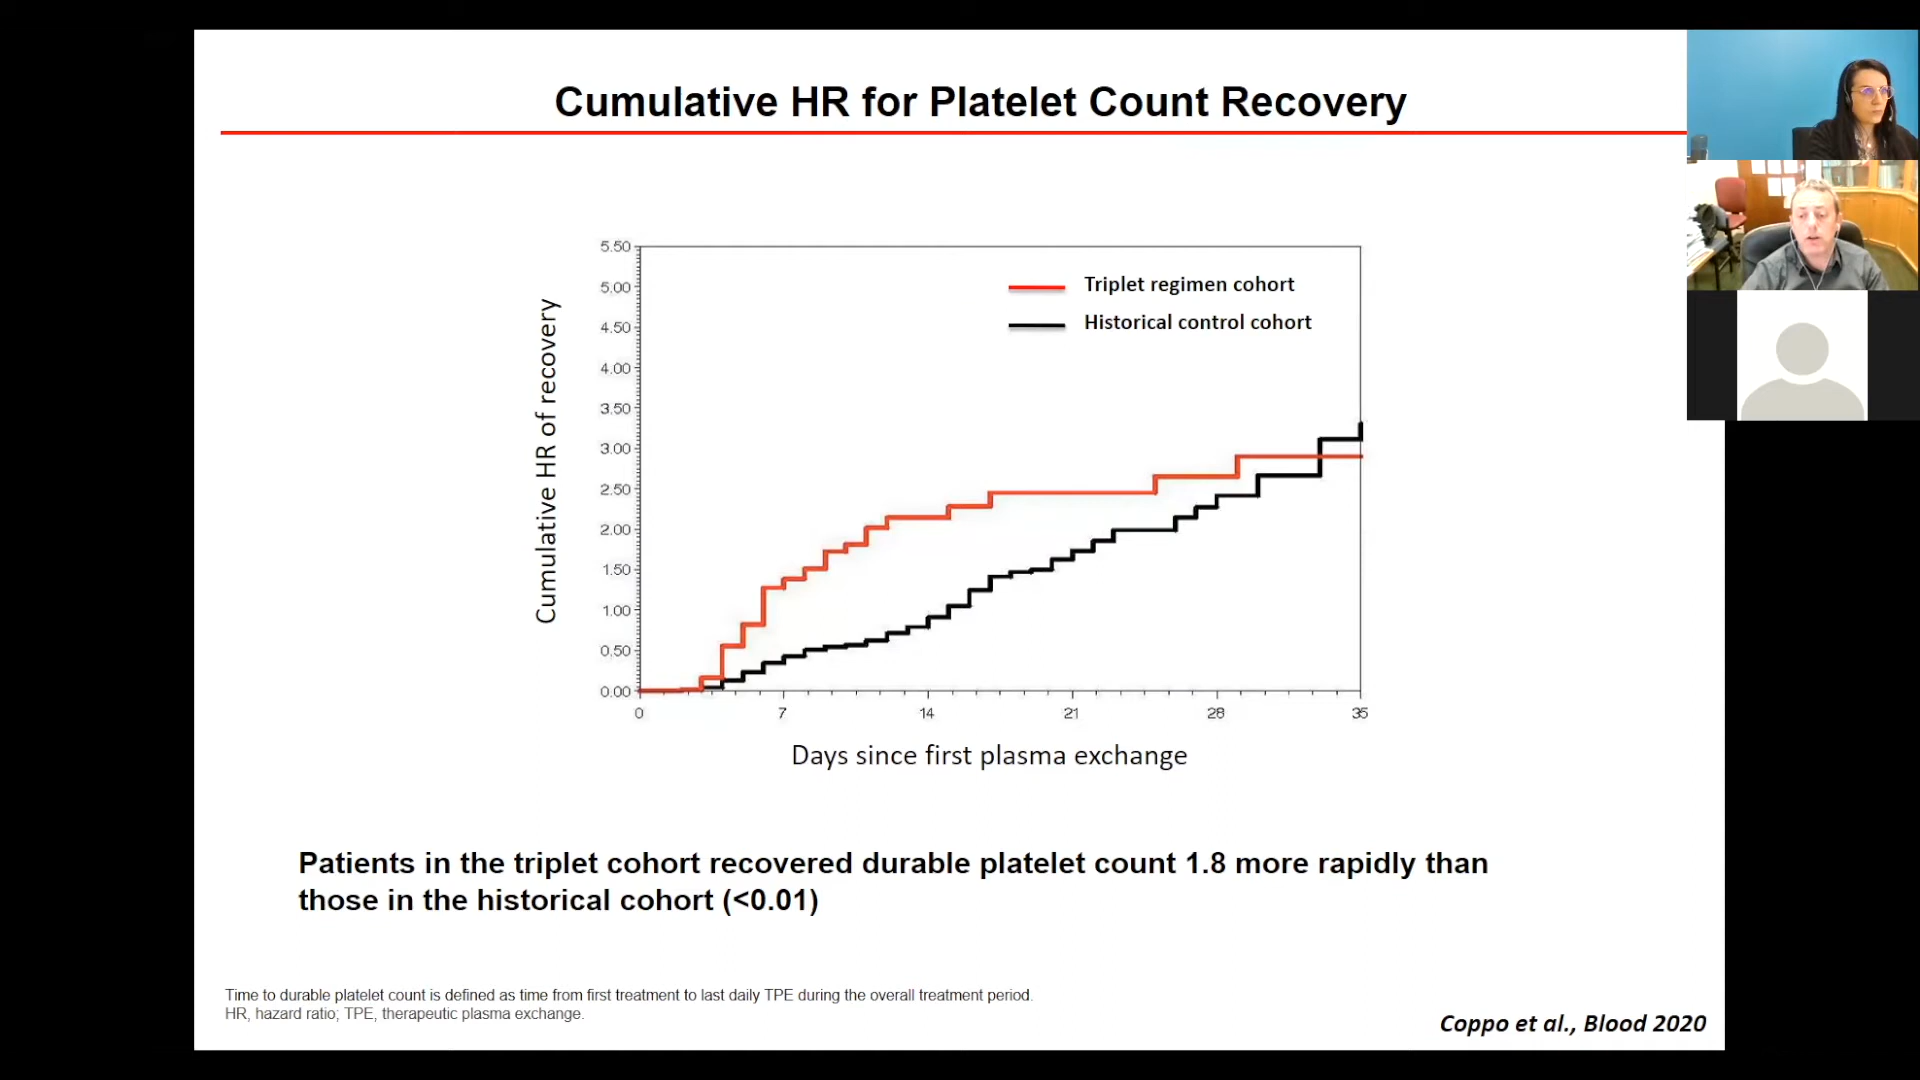 Cumulative HR for Platelet Count Recovery
5.50
5.00
4.50
4.00
3.50
3.00
2.50
2.00
1.50
1.00
0.50
0.00
Cumulative HR of recovery
Triplet regimen cohort
Historical control cohort
0 7 14 21 28 35
Days since first plasma exchange
Patients in the triplet cohort recovered durable platelet count 1.8 more rapidly than
those in the historical cohort (<0.01)
Time to durable platelet count is defined as time from first treatment to last daily TPE during the overall treatment period.
HR, hazard ratio; TPE, therapeutic plasma exchange.
Coppo et al., Blood 2020